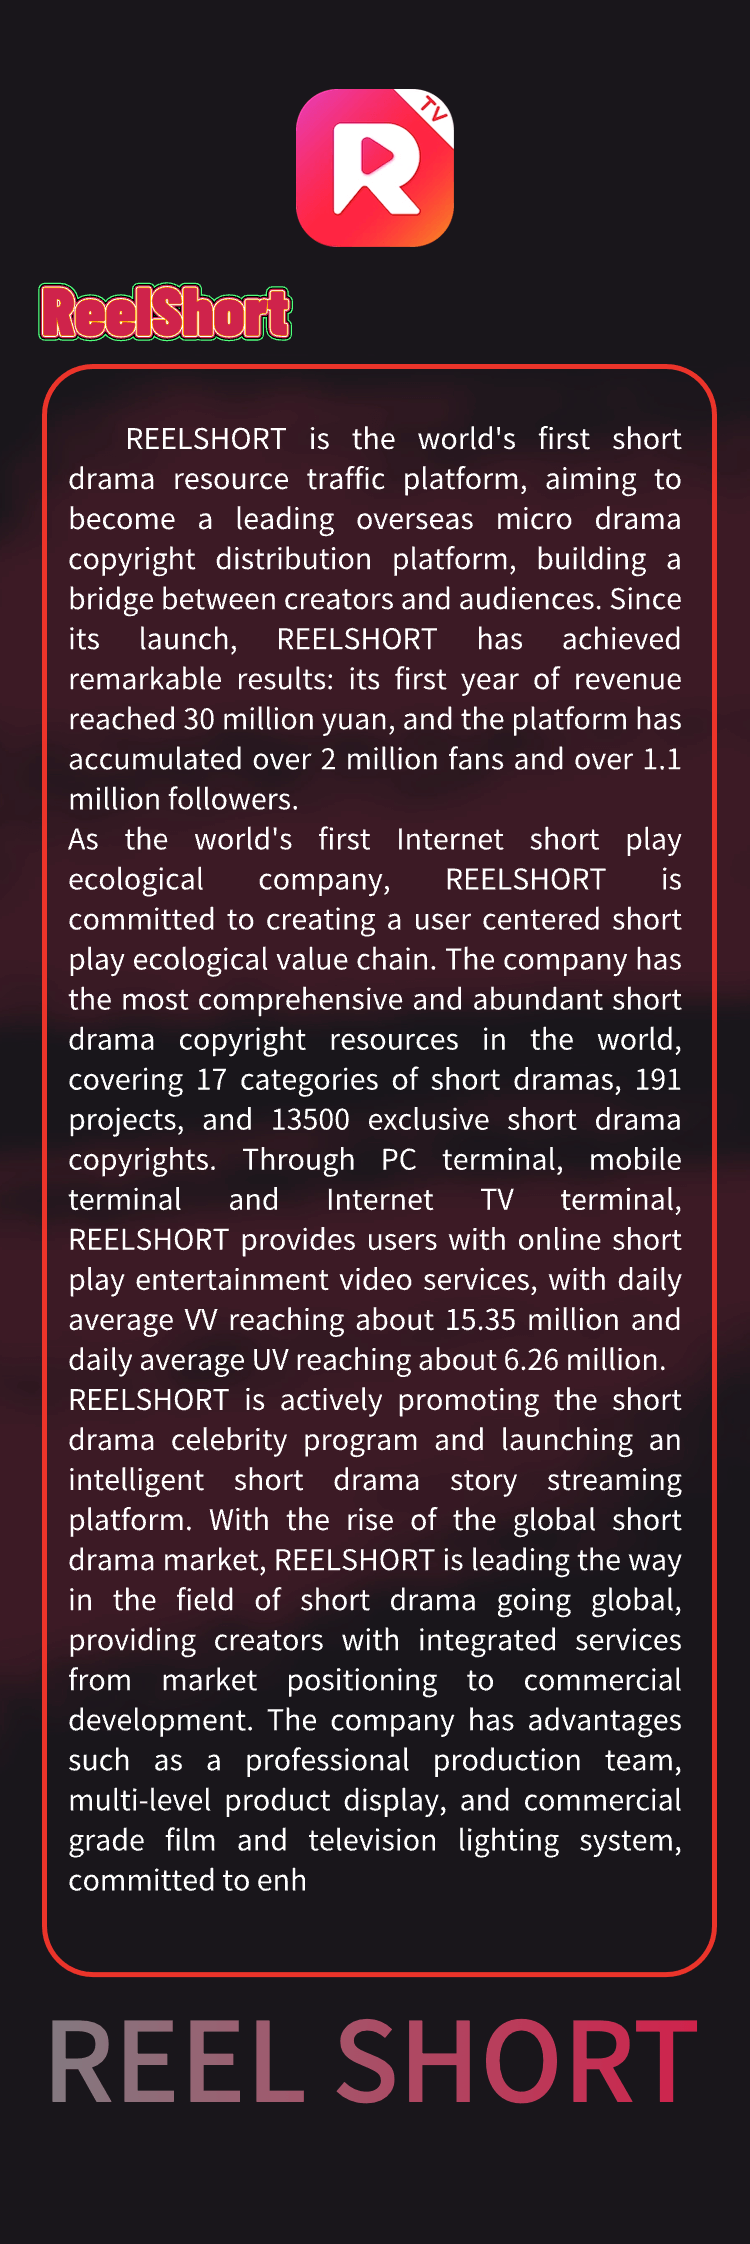 TV
R
ReelShort
REELSHORT is the world's first short
drama resource traffic platform, aiming to
become a leading overseas micro drama
copyright distribution platform, building a
bridge between creators and audiences. Since
its launch, REELSHORT has achieved
remarkable results: its first year of revenue
reached 30 million yuan, and the platform has
accumulated over 2 million fans and over 1.1
million followers.
As the world's first Internet short play
ecological company, REELSHORT is
committed to creating a user centered short
play ecological value chain. The company has
the most comprehensive and abundant short
drama copyright resources in the world,
covering 17 categories of short dramas, 191
projects, and 13500 exclusive short drama
copyrights. Through PC terminal, mobile
terminal and Internet TV terminal,
REELSHORT provides users with online short
play entertainment video services, with daily
average VV reaching about 15.35 million and
daily average UV reaching about 6.26 million.
REELSHORT is actively promoting the short
drama celebrity program and launching an
intelligent short drama story streaming
platform. With the rise of the global short
drama market, REELSHORT is leading the way
in the field of short drama going global,
providing creators with integrated services
from market positioning to commercial
development. The company has advantages
such as a professional production team,
multi-level product display, and commercial
grade film and television lighting system,
committed to enh
REEL SHORT